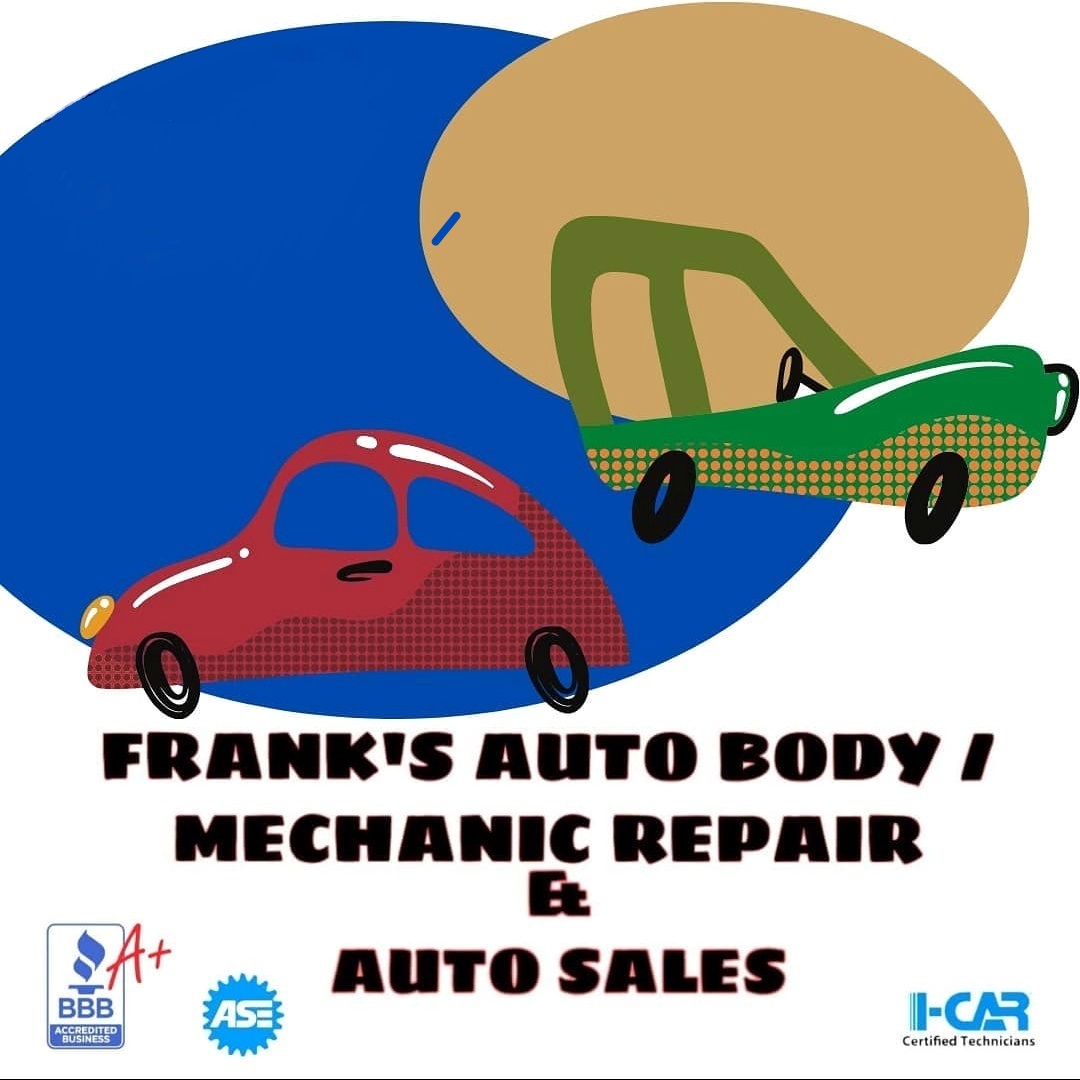 FRANK'S AUTO BODY /
MECHANIC REPAIR
&
AUTO SALES
A+
BBB
ACCREDITED
BUSINESS
ASE
I-CAR
Certified Technicians